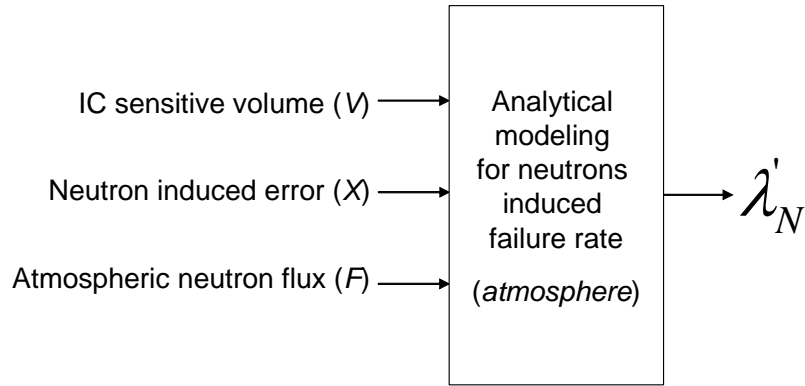 IC sensitive volume (V)
Neutron induced error (X)
Atmospheric neutron flux (F)
Analytical
modeling
for neutrons
induced
failure rate
(atmosphere)
λ'N